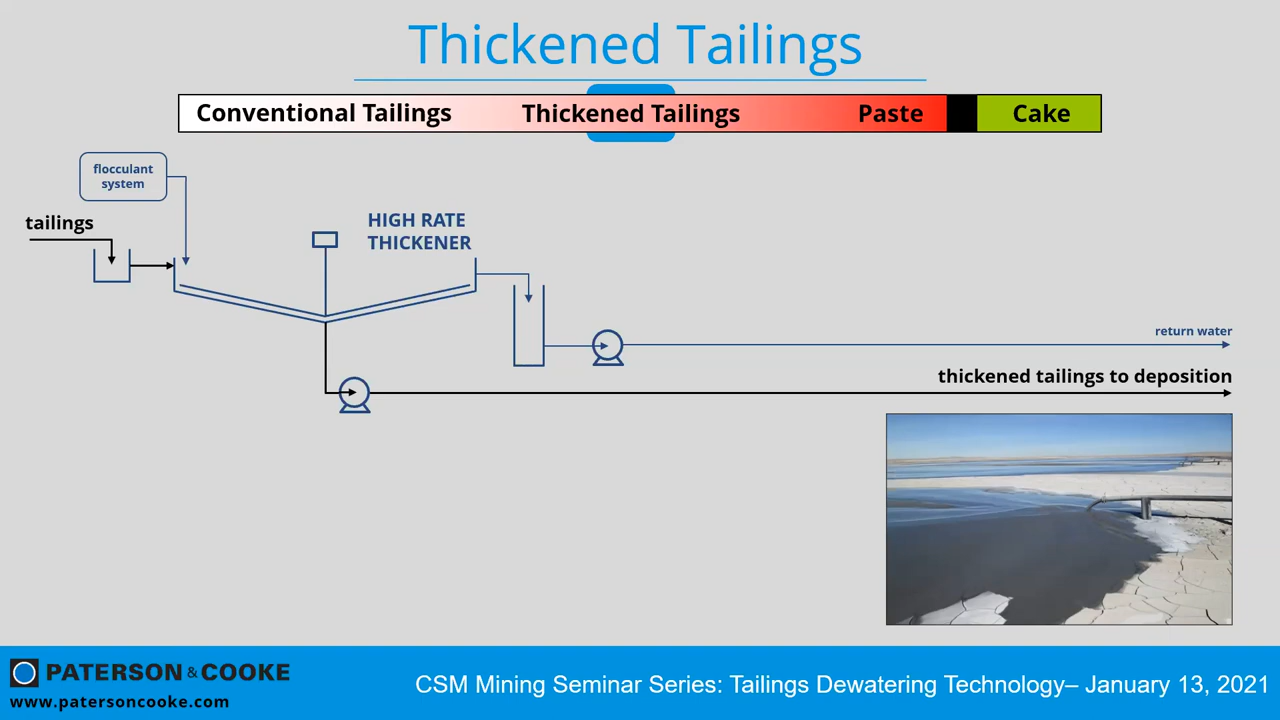 Thickened Tailings
Conventional Tailings Thickened Tailings Paste Cake
flocculant
system
tailings
HIGH RATE
THICKENER
return water
thickened tailings to deposition
PATERSON & COOKE
www.patersoncooke.com
CSM Mining Seminar Series: Tailings Dewatering Technology– January 13, 2021